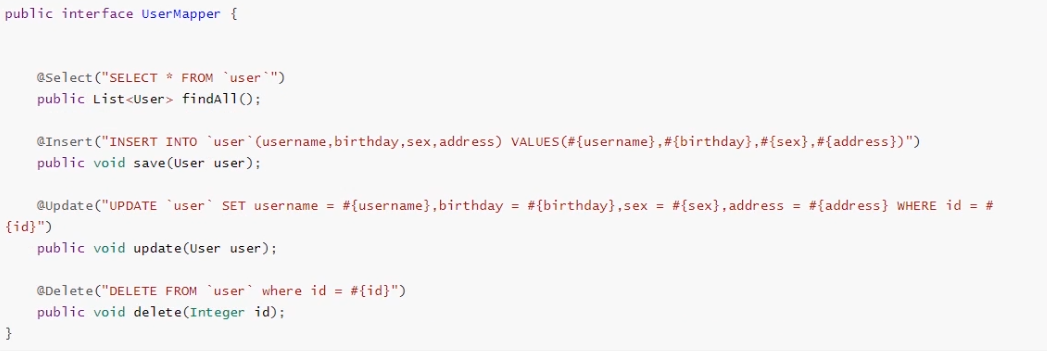 public interface UserMapper {
@Select("SELECT * FROM `user`")
public List<User> findAll();
@Insert("INSERT INTO `user`(username,birthday,sex,address) VALUES(#{username},#{birthday},#{sex},#{address})")
public void save(User user);
@Update("UPDATE `user` SET username = #{username},birthday = #{birthday},sex = #{sex},address = #{address} WHERE id = #
{id}")
public void update(User user);
@Delete("DELETE FROM `user` where id = #{id}")
public void delete(Integer id);
}